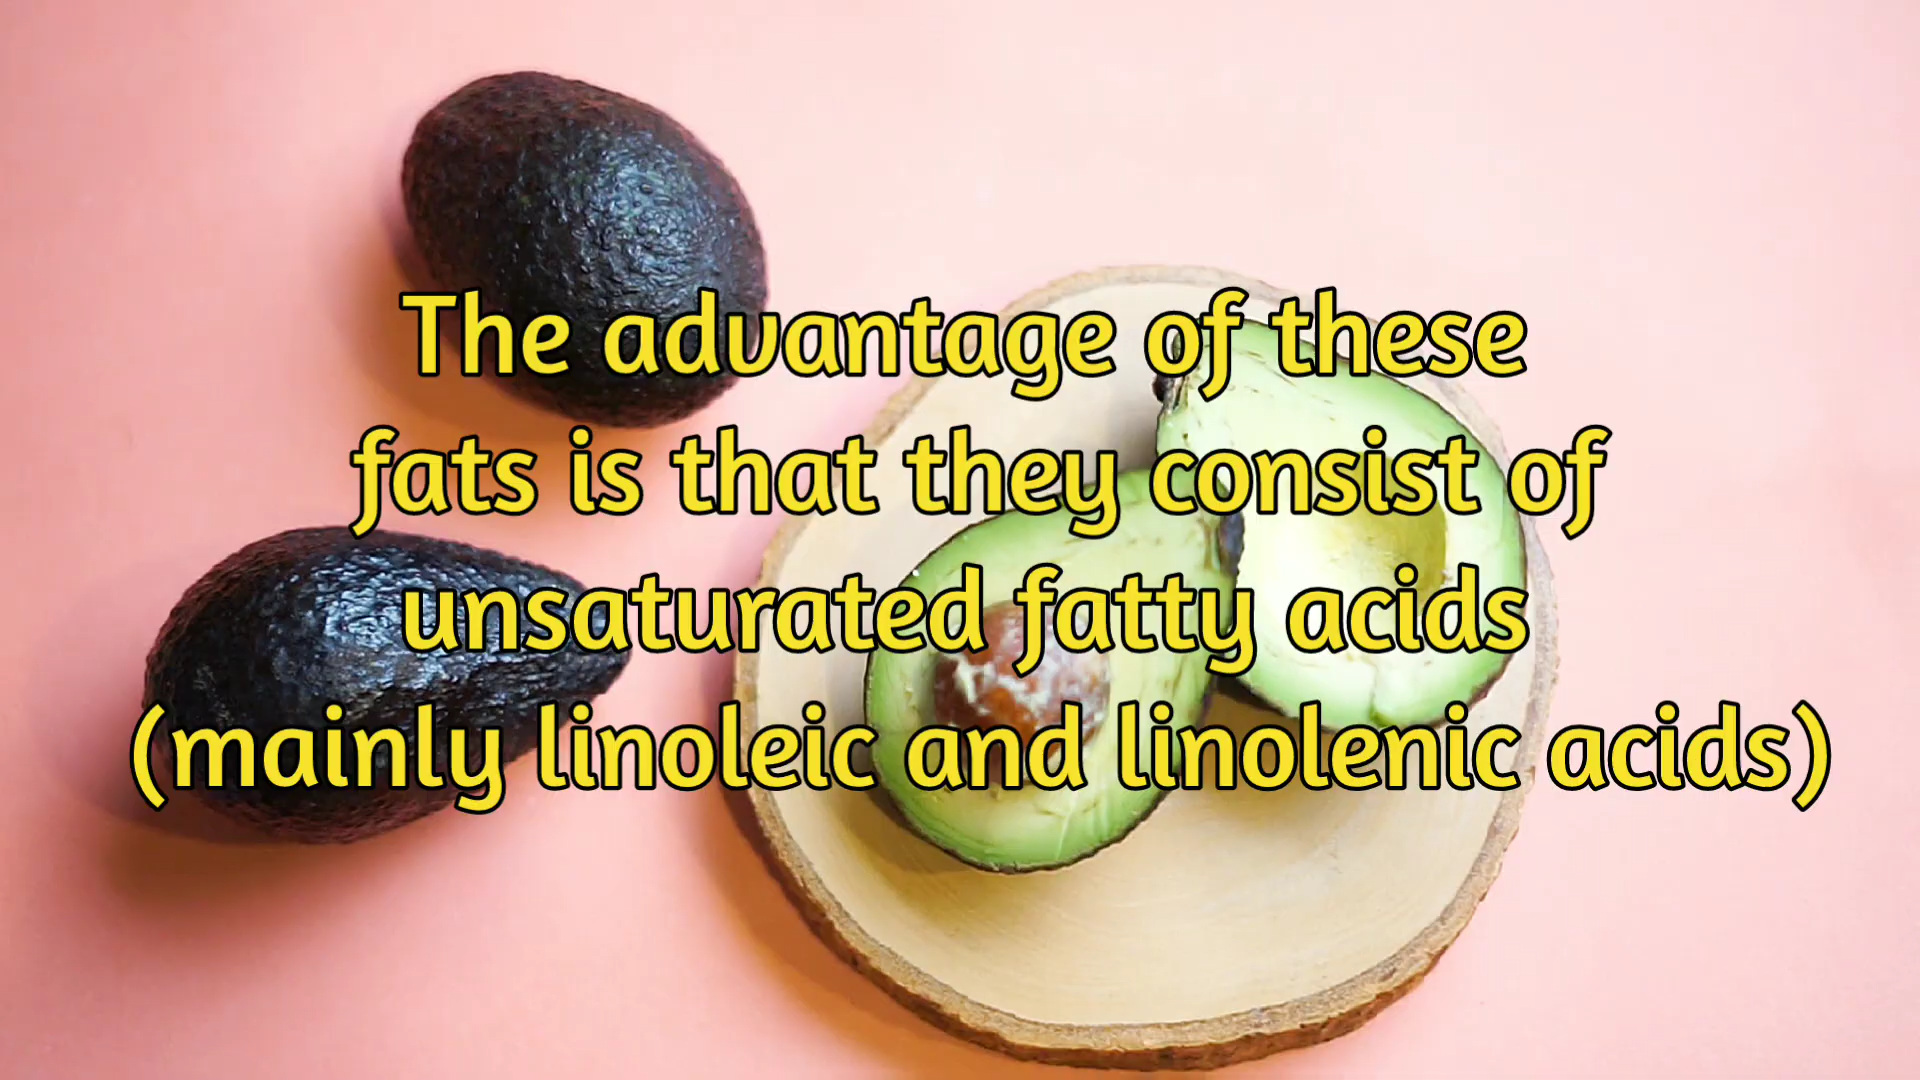 The advantage of these
fats is that they consist of
unsaturated fatty acids
(mainly linoleic and linolenic acids)